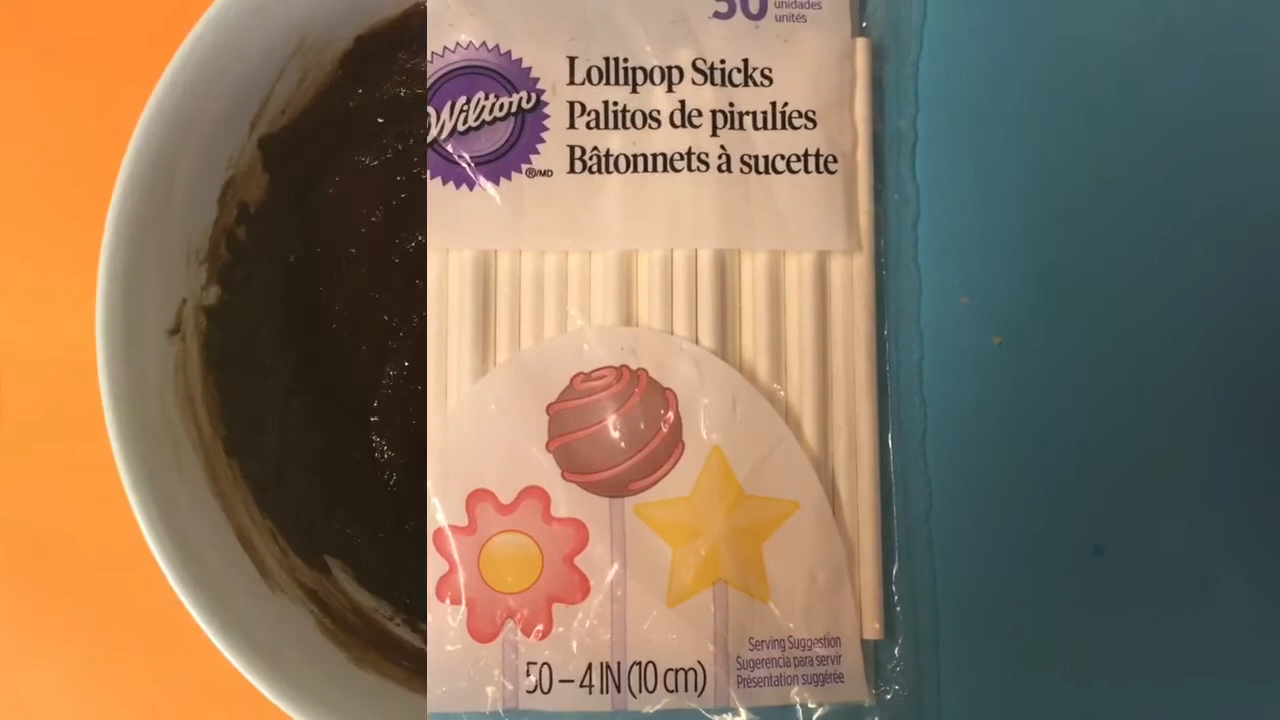 50
unidades
unités
Wilton
®/MD
Lollipop Sticks
Palitos de pirulíes
Bâtonnets à sucette
Serving Suggestion
Sugerencia para servir
Présentation suggérée
50 – 4 IN (10 cm)